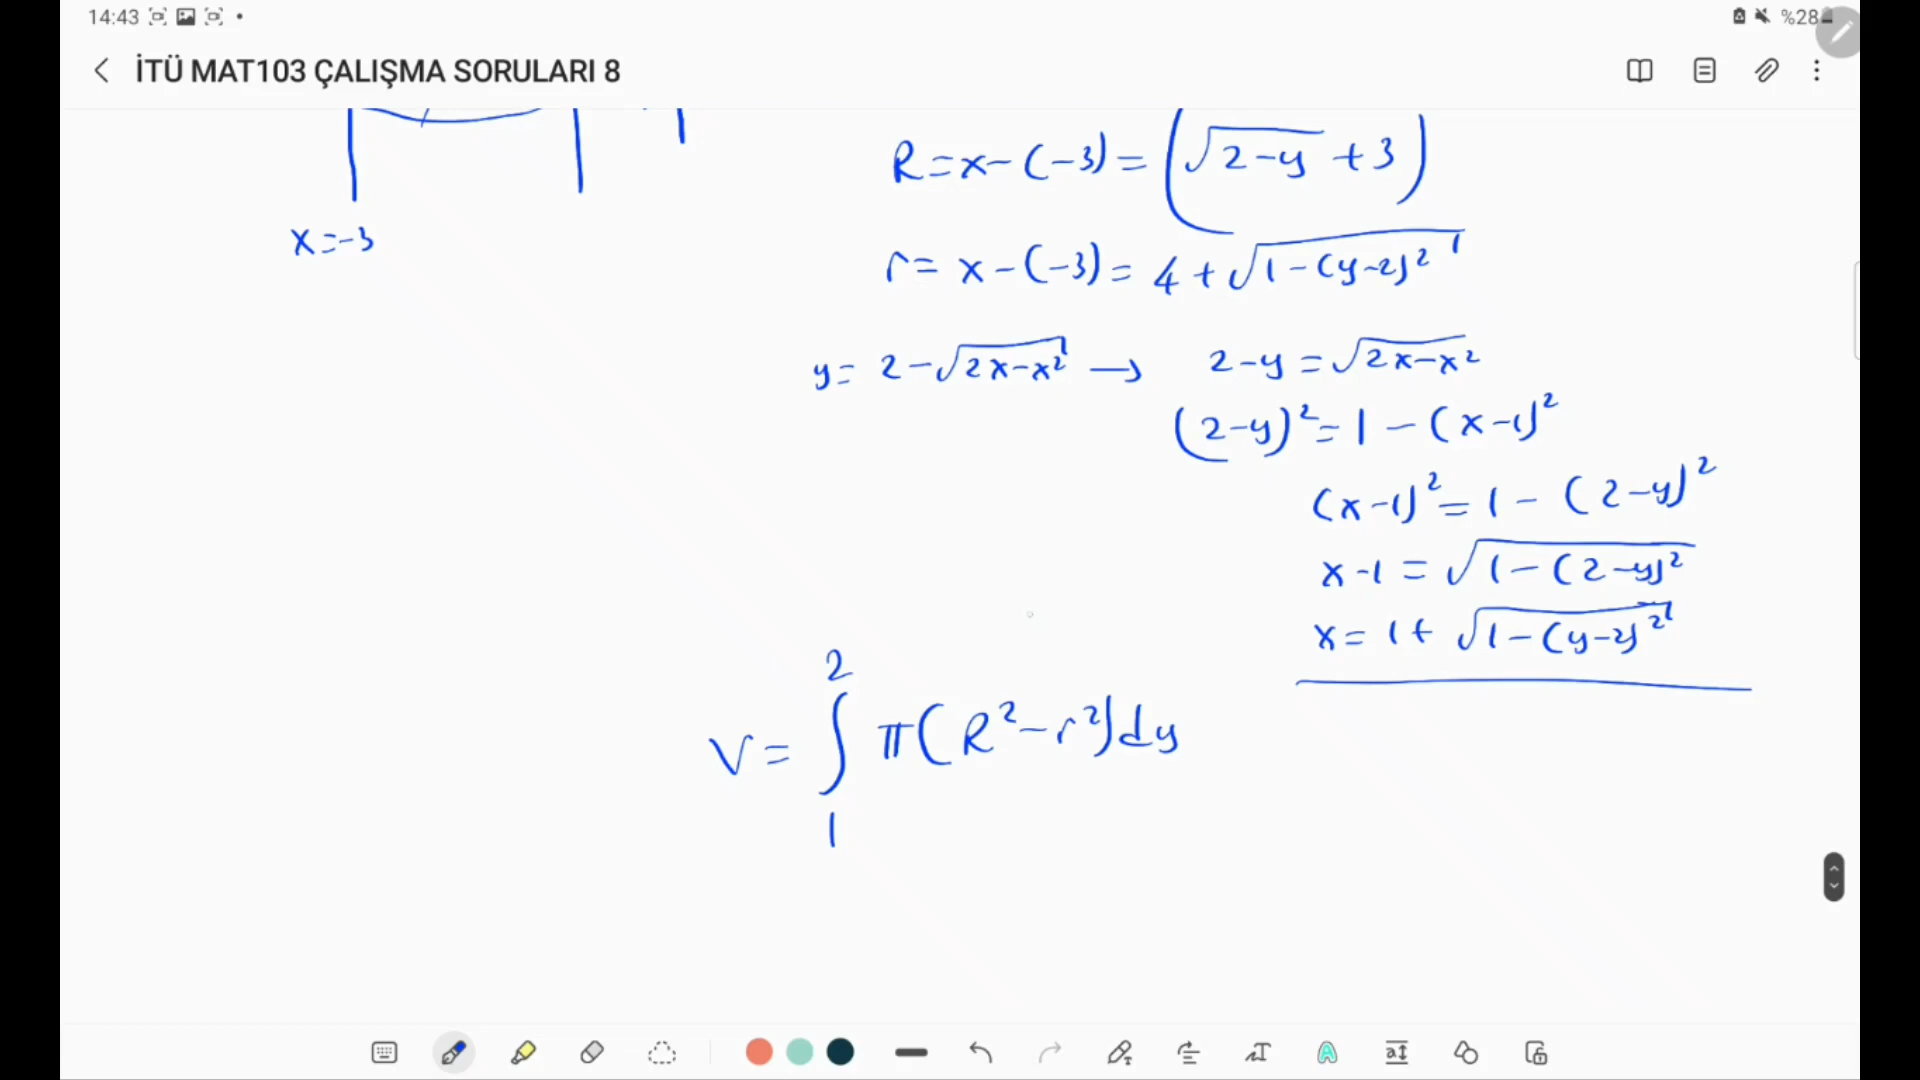 14:43
%28
İTÜ MAT103 ÇALIŞMA SORULARI 8
R = x-(-3) = (√(2-y) + 3)
x=-3
r = x-(-3) = 4 + √(1-(y-2)²)
y = 2-√(2x-x²) → 2-y = √(2x-x²)
(2-y)² = 1-(x-1)²
(x-1)² = 1-(2-y)²
x-1 = √(1-(2-y)²)
x = 1+√(1-(y-2)²)
V = ∫₁² π(R²-r²)dy